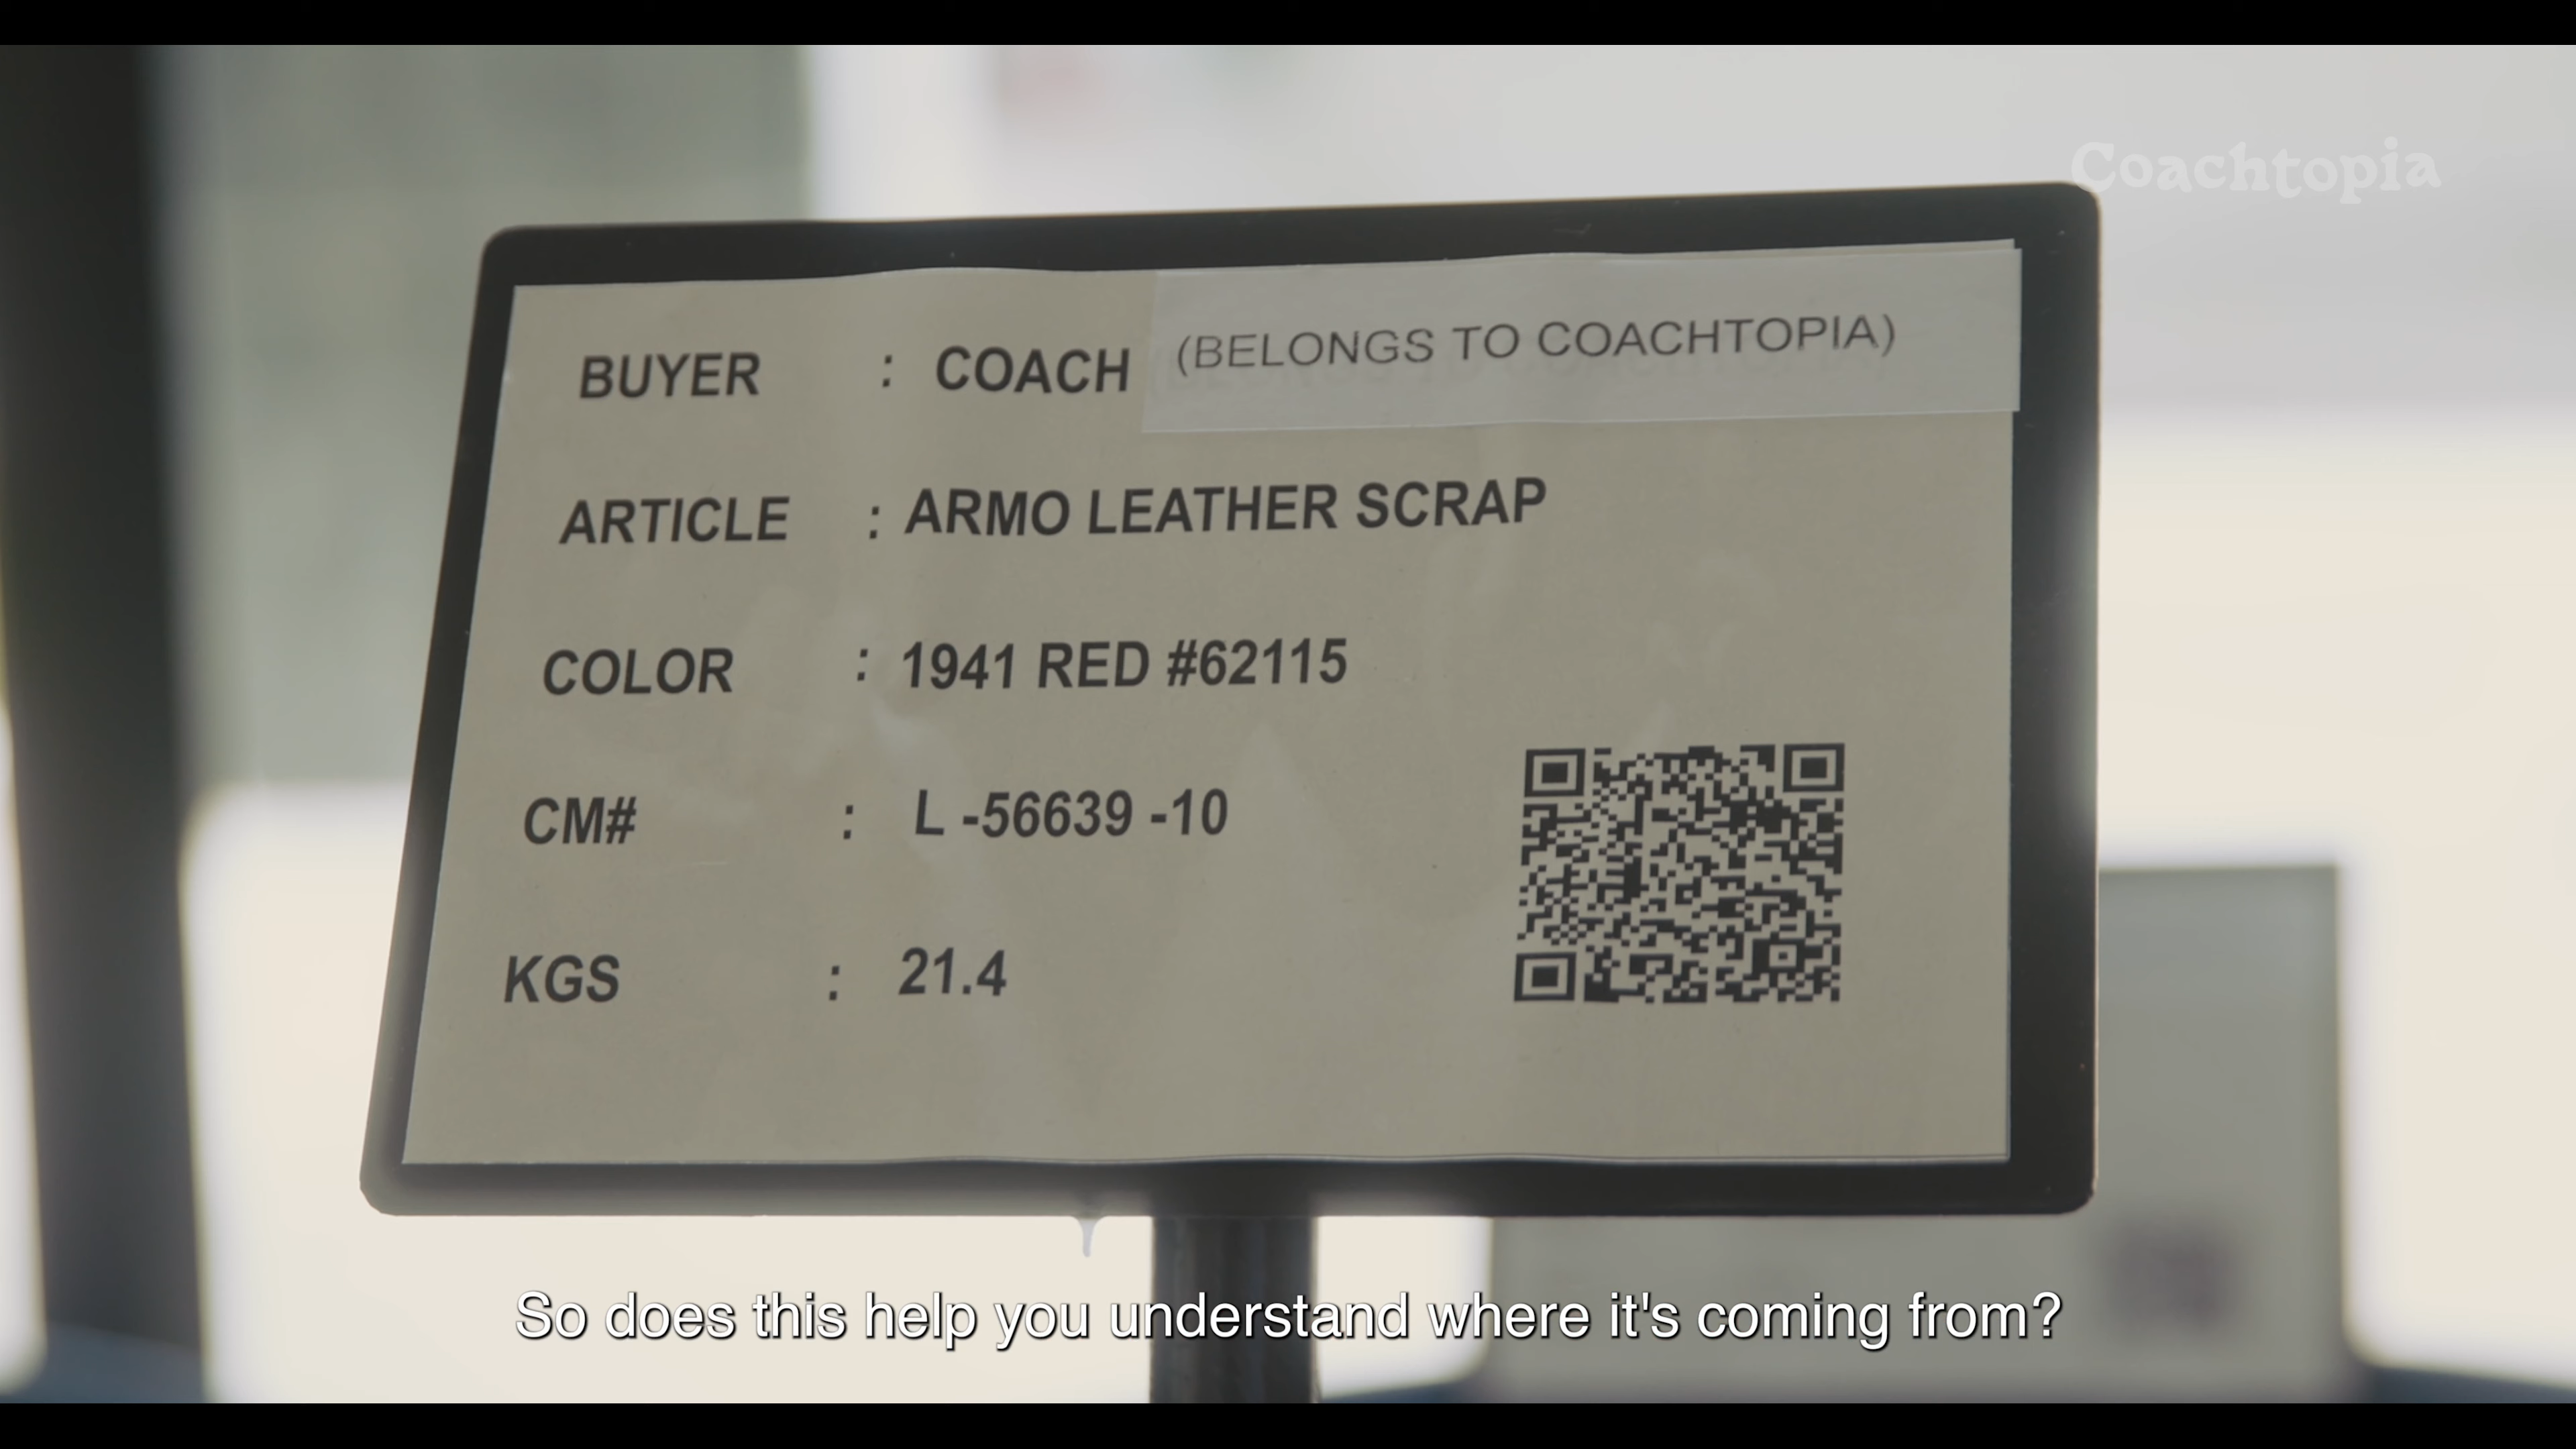 Coachtopia
BUYER : COACH (BELONGS TO COACHTOPIA)
ARTICLE : ARMO LEATHER SCRAP
COLOR : 1941 RED #62115
CM# : L -56639 -10
KGS : 21.4
So does this help you understand where it's coming from?